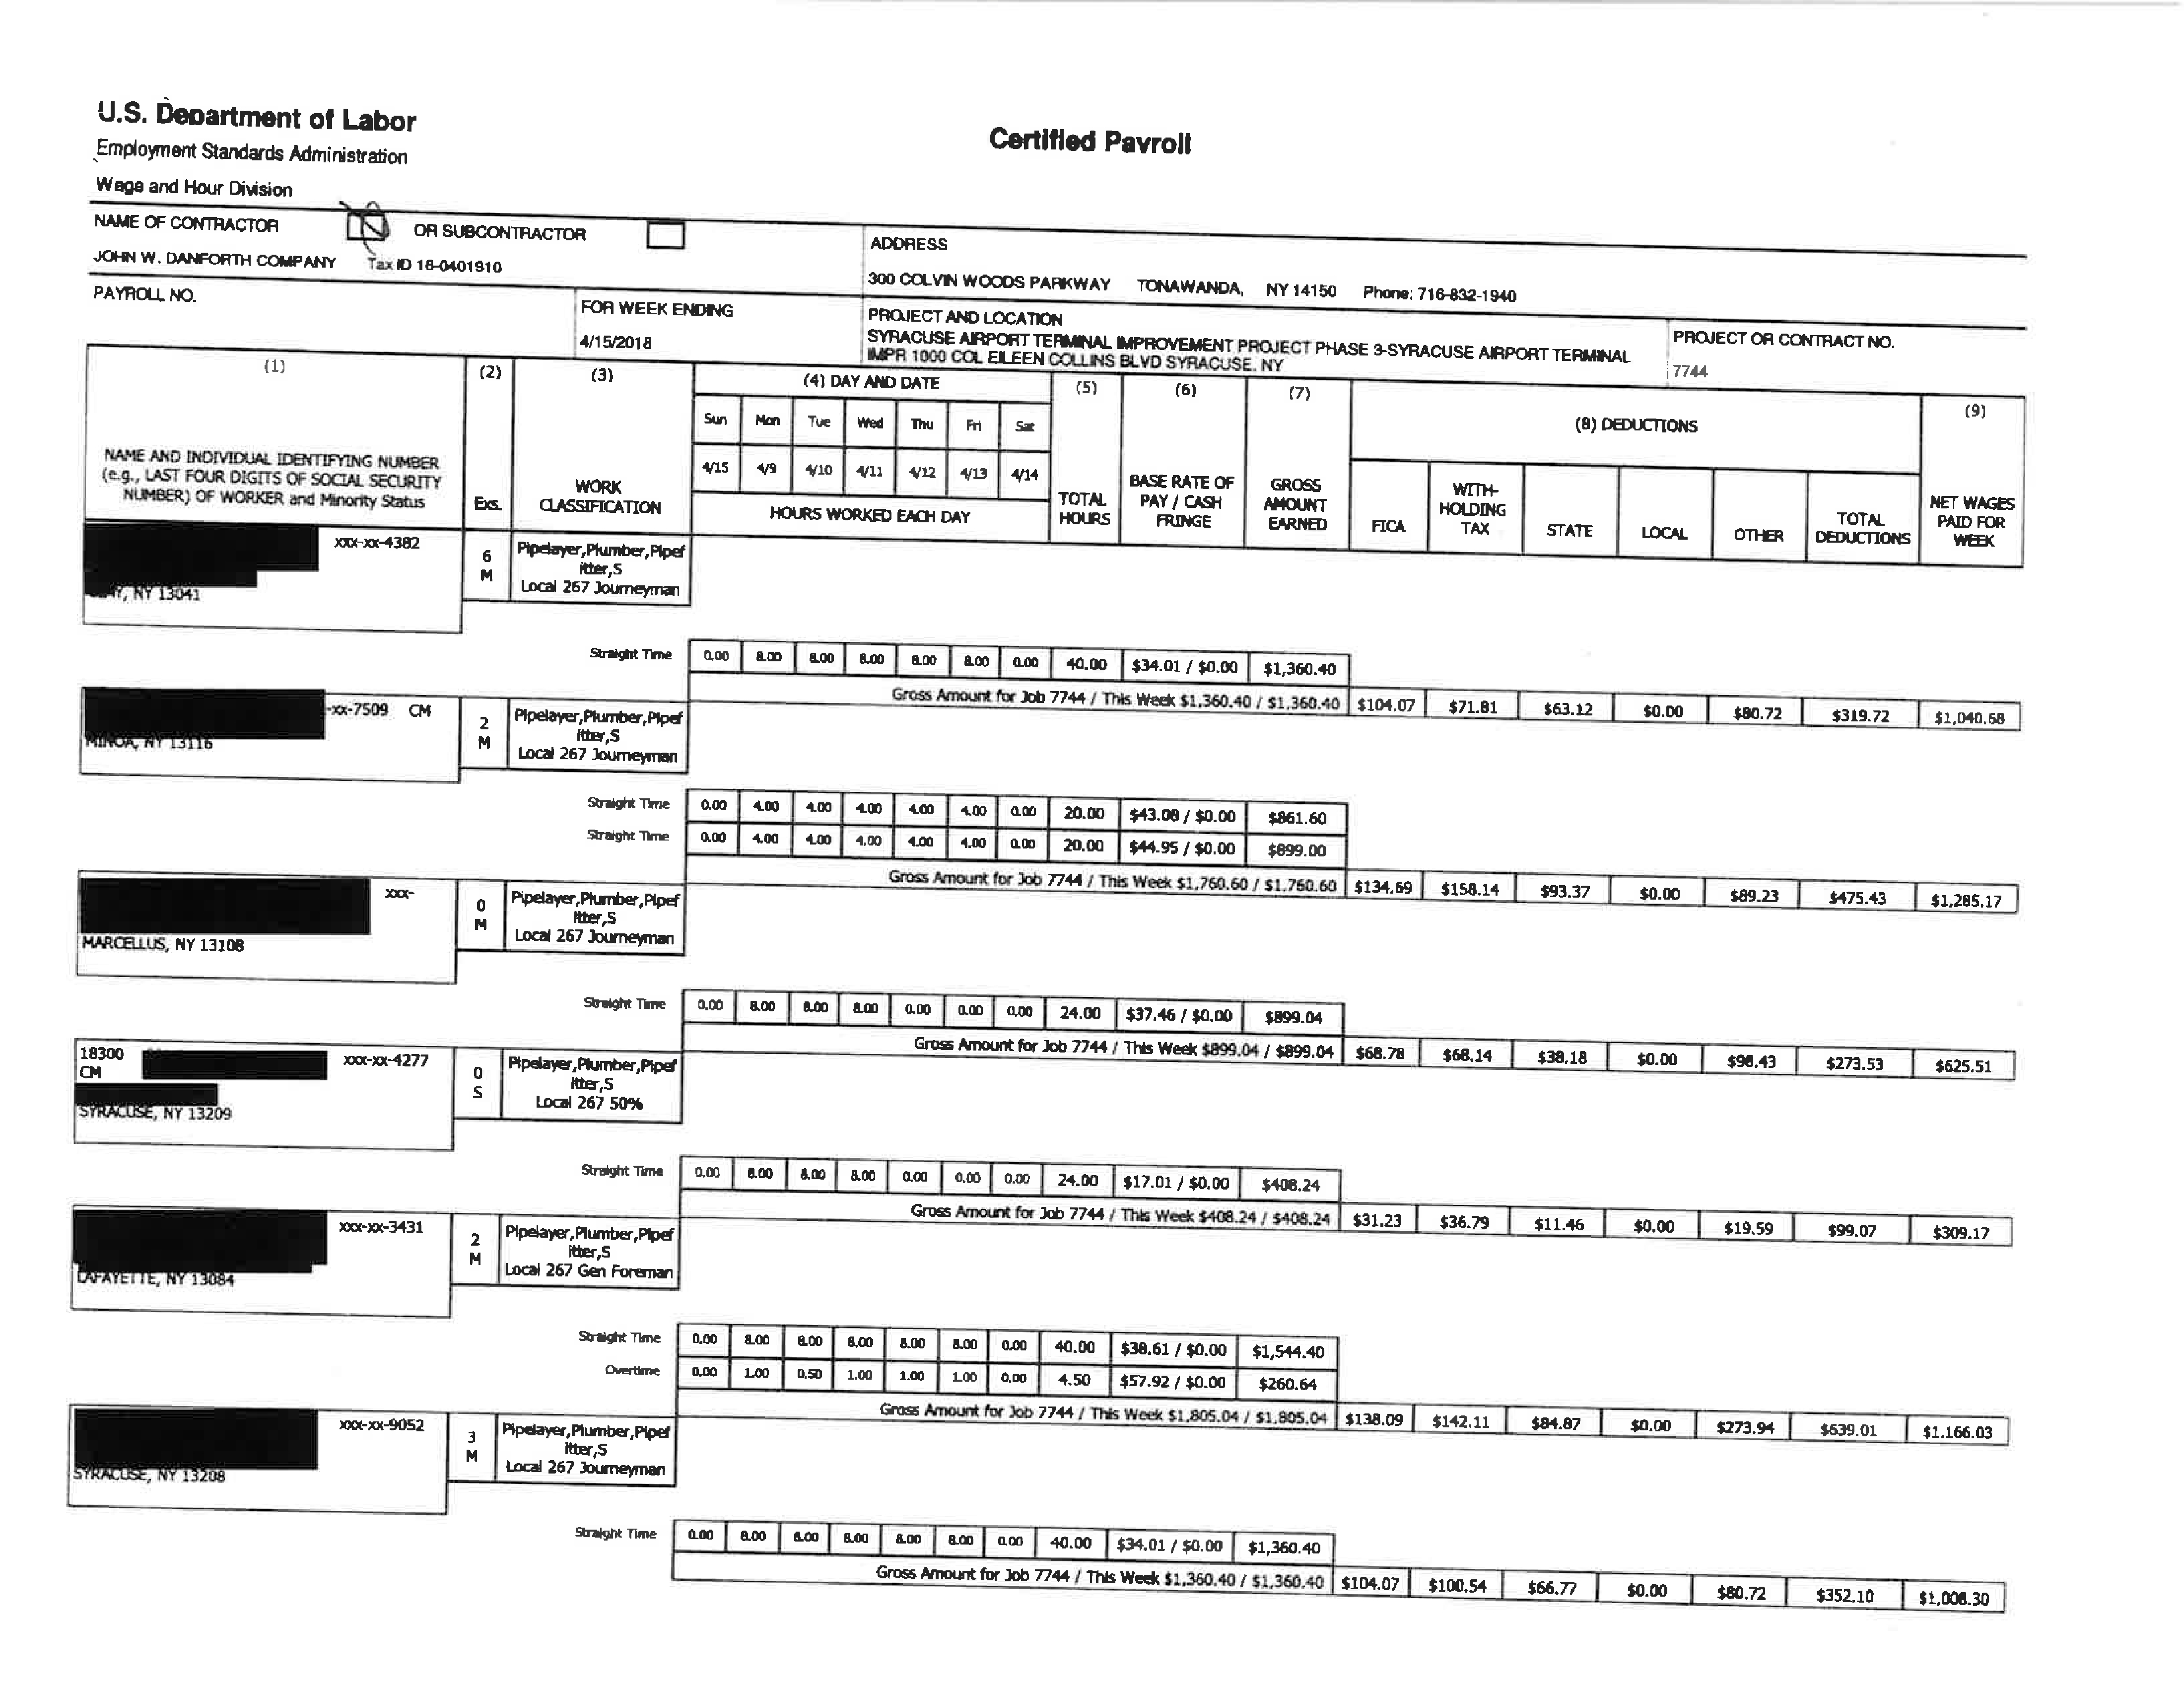 U.S. Department of Labor
Employment Standards Administration
Wage and Hour Division
Certified Payroll
NAME OF CONTRACTOR OR SUBCONTRACTOR
JOHN W. DANFORTH COMPANY Tax ID 16-0401910
ADDRESS
300 COLVIN WOODS PARKWAY TONAWANDA, NY 14150 Phone: 716-832-1940
PAYROLL NO.
FOR WEEK ENDING
4/15/2018
PROJECT AND LOCATION
SYRACUSE AIRPORT TERMINAL IMPROVEMENT PROJECT PHASE 3-SYRACUSE AIRPORT TERMINAL
IMPR 1000 COL EILEEN COLLINS BLVD SYRACUSE, NY
PROJECT OR CONTRACT NO.
7744
(1) (2) (3) (4) DAY AND DATE (5) (6) (7) (8) DEDUCTIONS (9)
Sun Mon Tue Wed Thu Fri Sat
4/15 4/9 4/10 4/11 4/12 4/13 4/14
NAME AND INDIVIDUAL IDENTIFYING NUMBER
(e.g., LAST FOUR DIGITS OF SOCIAL SECURITY
NUMBER) OF WORKER and Minority Status
Exs.
WORK
CLASSIFICATION
HOURS WORKED EACH DAY
TOTAL
HOURS
BASE RATE OF
PAY / CASH
FRINGE
GROSS
AMOUNT
EARNED
FICA
WITH-
HOLDING
TAX
STATE
LOCAL
OTHER
TOTAL
DEDUCTIONS
NET WAGES
PAID FOR
WEEK
xxx-xx-4382
NY 13041
6
M
Pipelayer,Plumber,Pipef
itter,S
Local 267 Journeyman
Straight Time 0.00 8.00 8.00 8.00 8.00 8.00 0.00 40.00 $34.01 / $0.00 $1,360.40
Gross Amount for Job 7744 / This Week $1,360.40 / $1,360.40 $104.07 $71.81 $63.12 $0.00 $80.72 $319.72 $1,040.68
-xx-7509 CM
MINOA, NY 13116
2
M
Pipelayer,Plumber,Pipef
itter,S
Local 267 Journeyman
Straight Time 0.00 4.00 4.00 4.00 4.00 4.00 0.00 20.00 $43.08 / $0.00 $861.60
Straight Time 0.00 4.00 4.00 4.00 4.00 4.00 0.00 20.00 $44.95 / $0.00 $899.00
Gross Amount for Job 7744 / This Week $1,760.60 / $1,760.60 $134.69 $158.14 $93.37 $0.00 $89.23 $475.43 $1,285.17
xxx-
MARCELLUS, NY 13108
0
M
Pipelayer,Plumber,Pipef
itter,S
Local 267 Journeyman
Straight Time 0.00 8.00 8.00 8.00 0.00 0.00 0.00 24.00 $37.46 / $0.00 $899.04
Gross Amount for Job 7744 / This Week $899.04 / $899.04 $68.78 $68.14 $38.18 $0.00 $98.43 $273.53 $625.51
18300 xxx-xx-4277
CM
SYRACUSE, NY 13209
0
S
Pipelayer,Plumber,Pipef
itter,S
Local 267 50%
Straight Time 0.00 8.00 8.00 8.00 0.00 0.00 0.00 24.00 $17.01 / $0.00 $408.24
Gross Amount for Job 7744 / This Week $408.24 / $408.24 $31.23 $36.79 $11.46 $0.00 $19.59 $99.07 $309.17
xxx-xx-3431
LAFAYETTE, NY 13084
2
M
Pipelayer,Plumber,Pipef
itter,S
Local 267 Gen Foreman
Straight Time 0.00 8.00 8.00 8.00 8.00 8.00 0.00 40.00 $38.61 / $0.00 $1,544.40
Overtime 0.00 1.00 0.50 1.00 1.00 1.00 0.00 4.50 $57.92 / $0.00 $260.64
Gross Amount for Job 7744 / This Week $1,805.04 / $1,805.04 $138.09 $142.11 $84.87 $0.00 $273.94 $639.01 $1,166.03
xxx-xx-9052
SYRACUSE, NY 13208
3
M
Pipelayer,Plumber,Pipef
itter,S
Local 267 Journeyman
Straight Time 0.00 8.00 8.00 8.00 8.00 8.00 0.00 40.00 $34.01 / $0.00 $1,360.40
Gross Amount for Job 7744 / This Week $1,360.40 / $1,360.40 $104.07 $100.54 $66.77 $0.00 $80.72 $352.10 $1,008.30